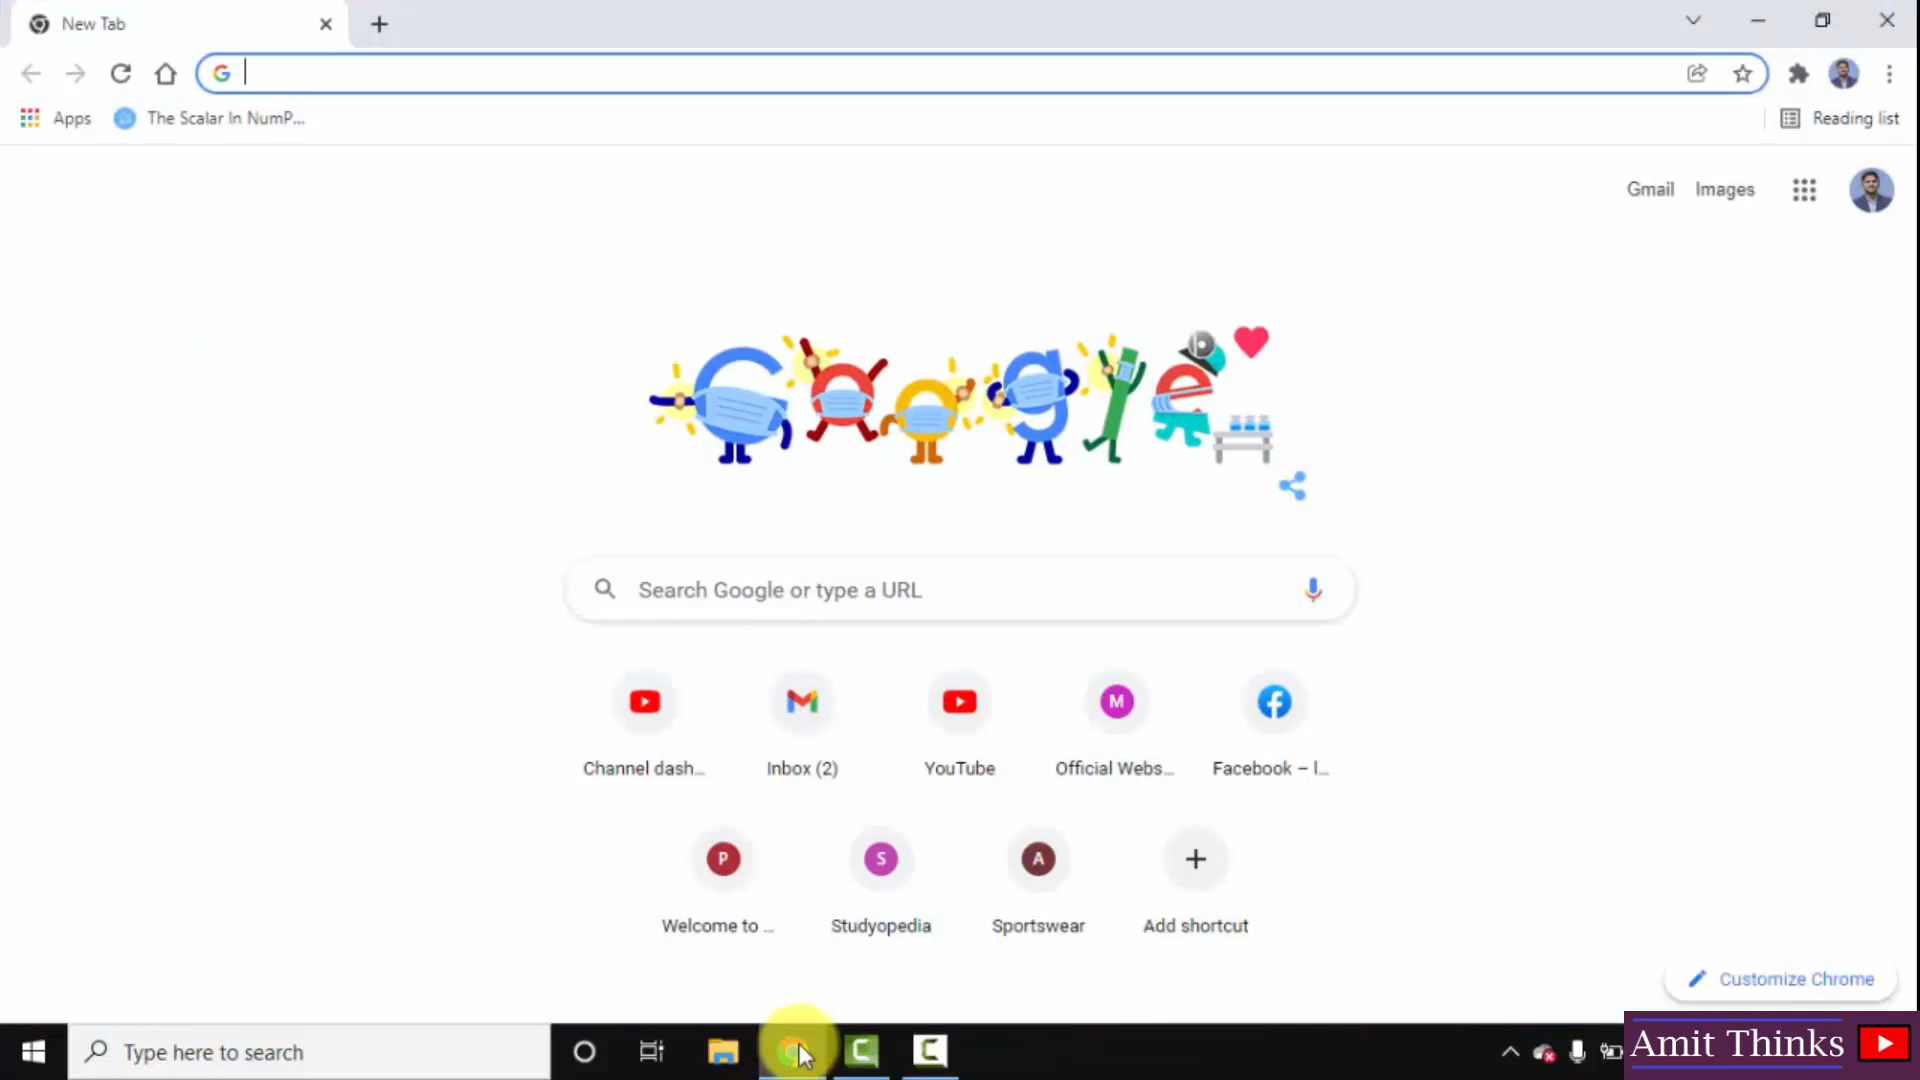 New Tab
Apps
The Scalar In NumP...
Reading list
Gmail
Images
Google
Search Google or type a URL
M
Channel dash...
Inbox (2)
YouTube
Official Webs...
Facebook – l...
P
S
A
Welcome to ...
Studyopedia
Sportswear
Add shortcut
Customize Chrome
Type here to search
Amit Thinks